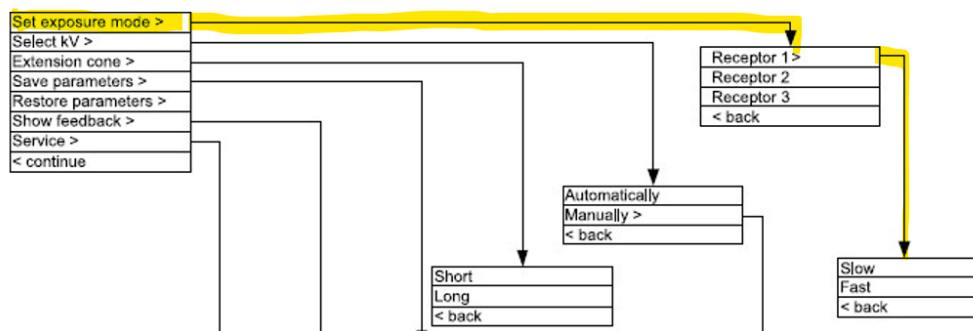 Set exposure mode >
Select kV >
Extension cone >
Save parameters >
Restore parameters >
Show feedback >
Service >
< continue
Receptor 1>
Receptor 2
Receptor 3
< back
Automatically
Manually >
< back
Short
Long
< back
Slow
Fast
< back